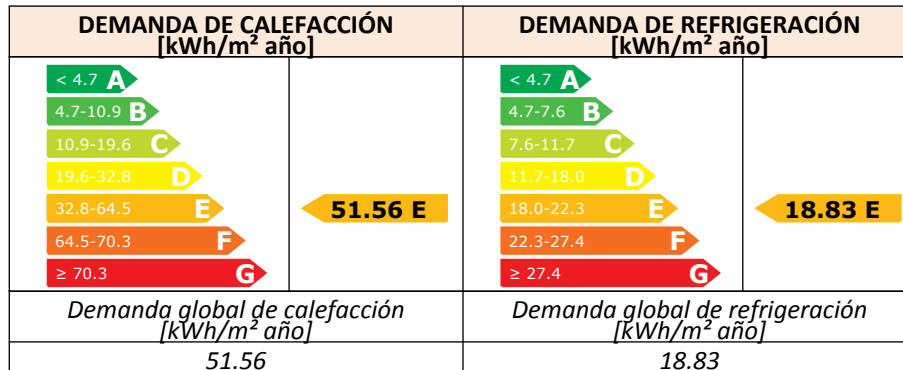 DEMANDA DE CALEFACCIÓN
[kWh/m² año]
DEMANDA DE REFRIGERACIÓN
[kWh/m² año]
< 4.7 A
4.7-10.9 B
10.9-19.6 C
19.6-32.8 D
32.8-64.5 E
64.5-70.3 F
≥ 70.3 G
51.56 E
< 4.7 A
4.7-7.6 B
7.6-11.7 C
11.7-18.0 D
18.0-22.3 E
22.3-27.4 F
≥ 27.4 G
18.83 E
Demanda global de calefacción
[kWh/m² año]
Demanda global de refrigeración
[kWh/m² año]
51.56
18.83